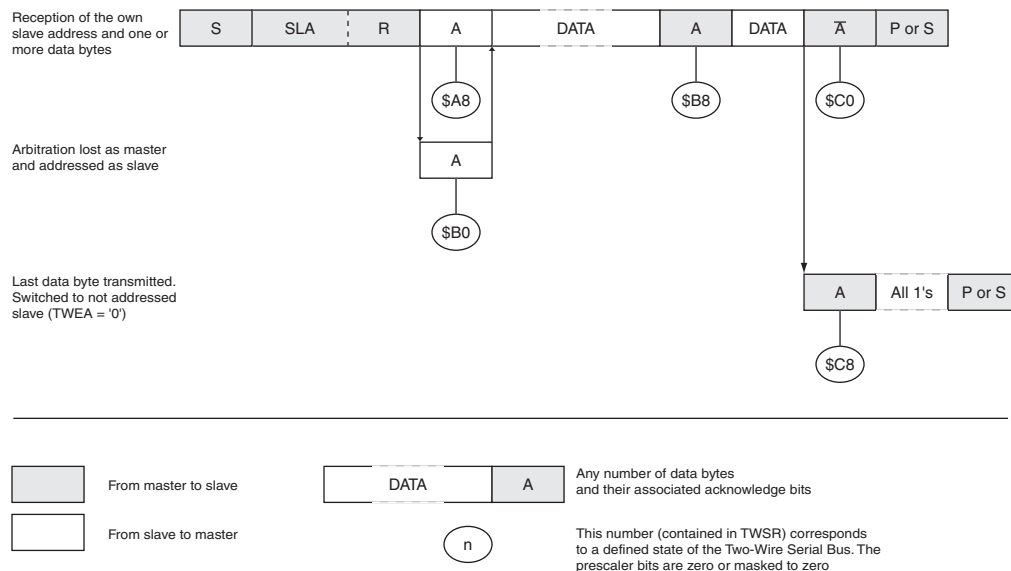 Reception of the own
slave address and one or
more data bytes
S SLA R A DATA A DATA A̅ P or S
$A8 $B8 $C0
Arbitration lost as master
and addressed as slave
A
$B0
Last data byte transmitted.
Switched to not addressed
slave (TWEA = '0')
A All 1's P or S
$C8
From master to slave
DATA A
Any number of data bytes
and their associated acknowledge bits
From slave to master
n
This number (contained in TWSR) corresponds
to a defined state of the Two-Wire Serial Bus. The
prescaler bits are zero or masked to zero